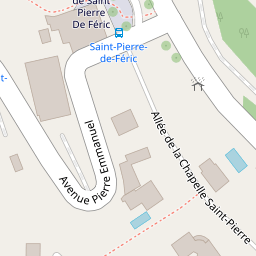 de Saint
Pierre
De Féric
Saint-Pierre-
de-Féric
t-
Allée de la Chapelle Saint-Pierre
Avenue Pierre Emmanuel